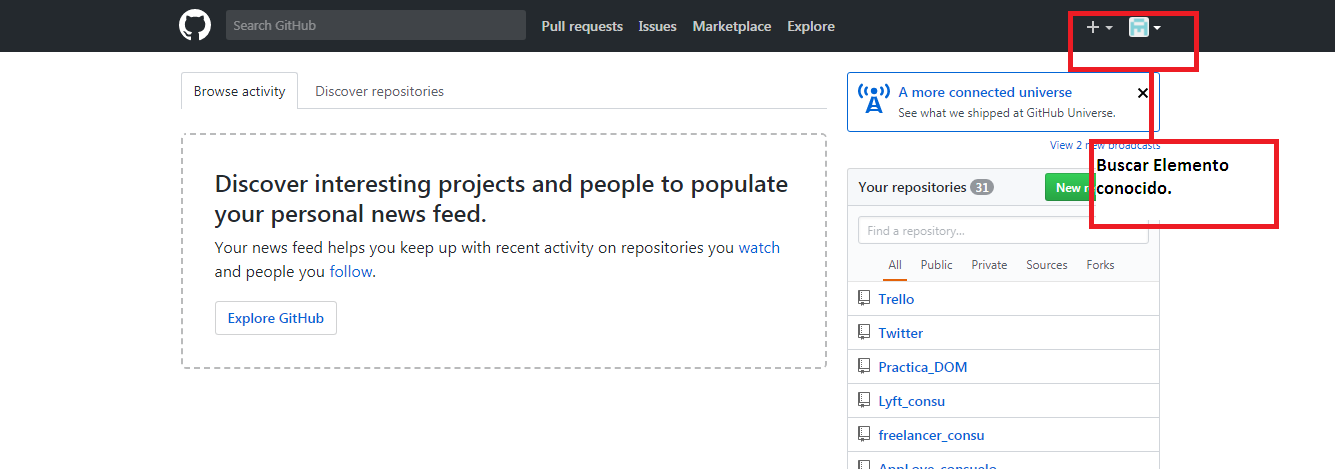 Search GitHub
Pull requests
Issues
Marketplace
Explore
Browse activity
Discover repositories
Discover interesting projects and people to populate
your personal news feed.
Your news feed helps you keep up with recent activity on repositories you watch
and people you follow.
Explore GitHub
A more connected universe
See what we shipped at GitHub Universe.
View 2 new broadcasts
Buscar Elemento
conocido.
Your repositories 31
New
Find a repository...
All
Public
Private
Sources
Forks
Trello
Twitter
Practica_DOM
Lyft_consu
freelancer_consu